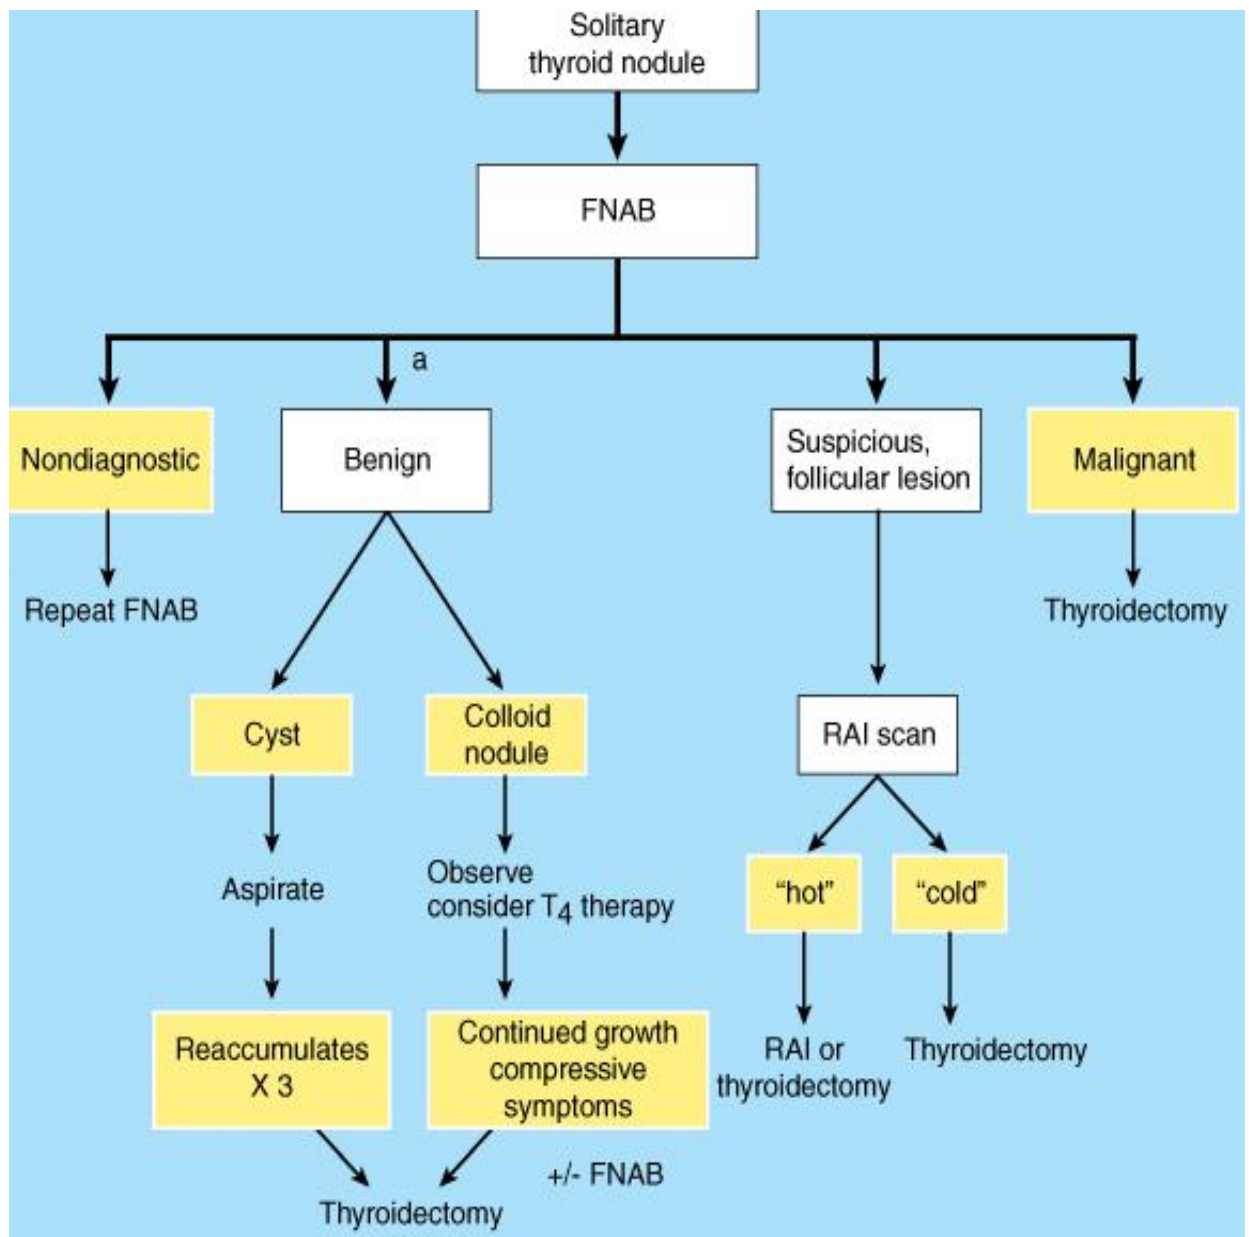 Solitary
thyroid nodule
FNAB
a
Nondiagnostic
Benign
Suspicious,
follicular lesion
Malignant
Repeat FNAB
Thyroidectomy
Cyst
Colloid
nodule
RAI scan
Aspirate
Observe
consider T4 therapy
“hot”
“cold”
Reaccumulates
X 3
Continued growth
compressive
symptoms
RAI or
thyroidectomy
Thyroidectomy
+/- FNAB
Thyroidectomy